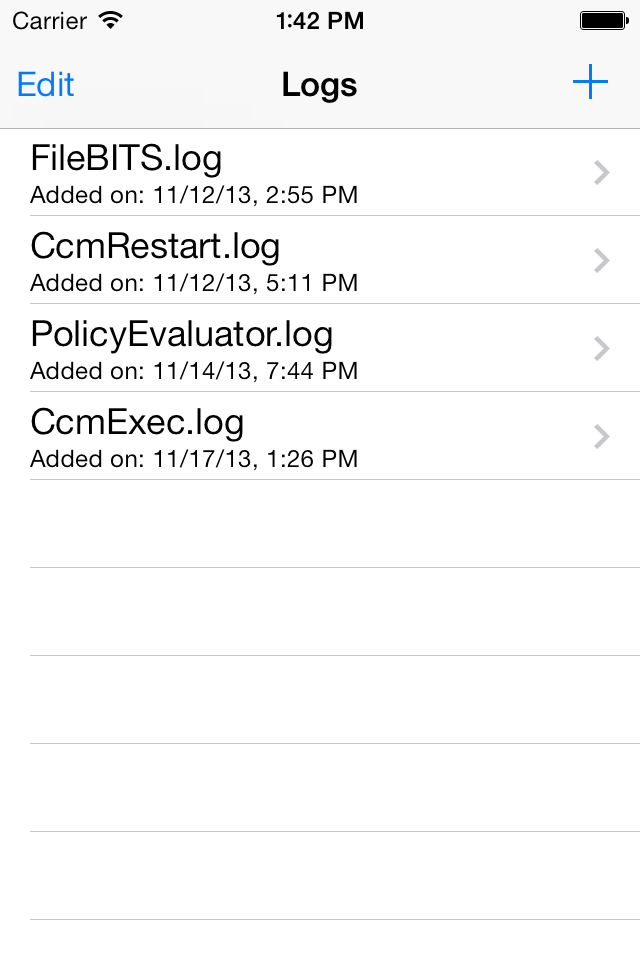 Carrier 1:42 PM
Edit Logs
FileBITS.log
Added on: 11/12/13, 2:55 PM
CcmRestart.log
Added on: 11/12/13, 5:11 PM
PolicyEvaluator.log
Added on: 11/14/13, 7:44 PM
CcmExec.log
Added on: 11/17/13, 1:26 PM